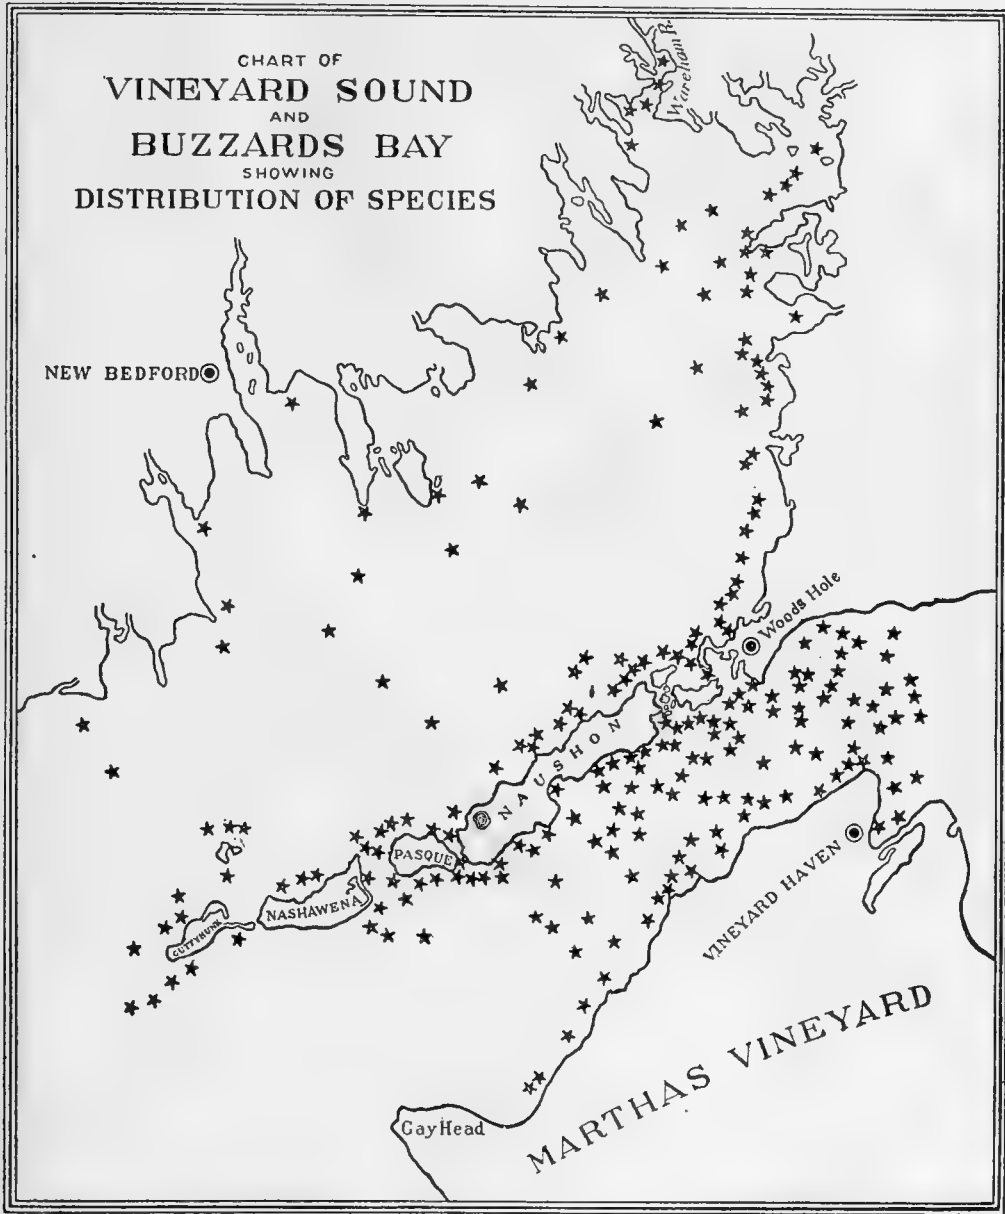 CHART OF
VINEYARD SOUND
AND
BUZZARDS BAY
SHOWING
DISTRIBUTION OF SPECIES
Wareham R.
NEW BEDFORD
Woods Hole
NAUSHON
PASQUE
NASHAWENA
CUTTYHUNK
VINEYARD HAVEN
MARTHAS VINEYARD
Gay Head